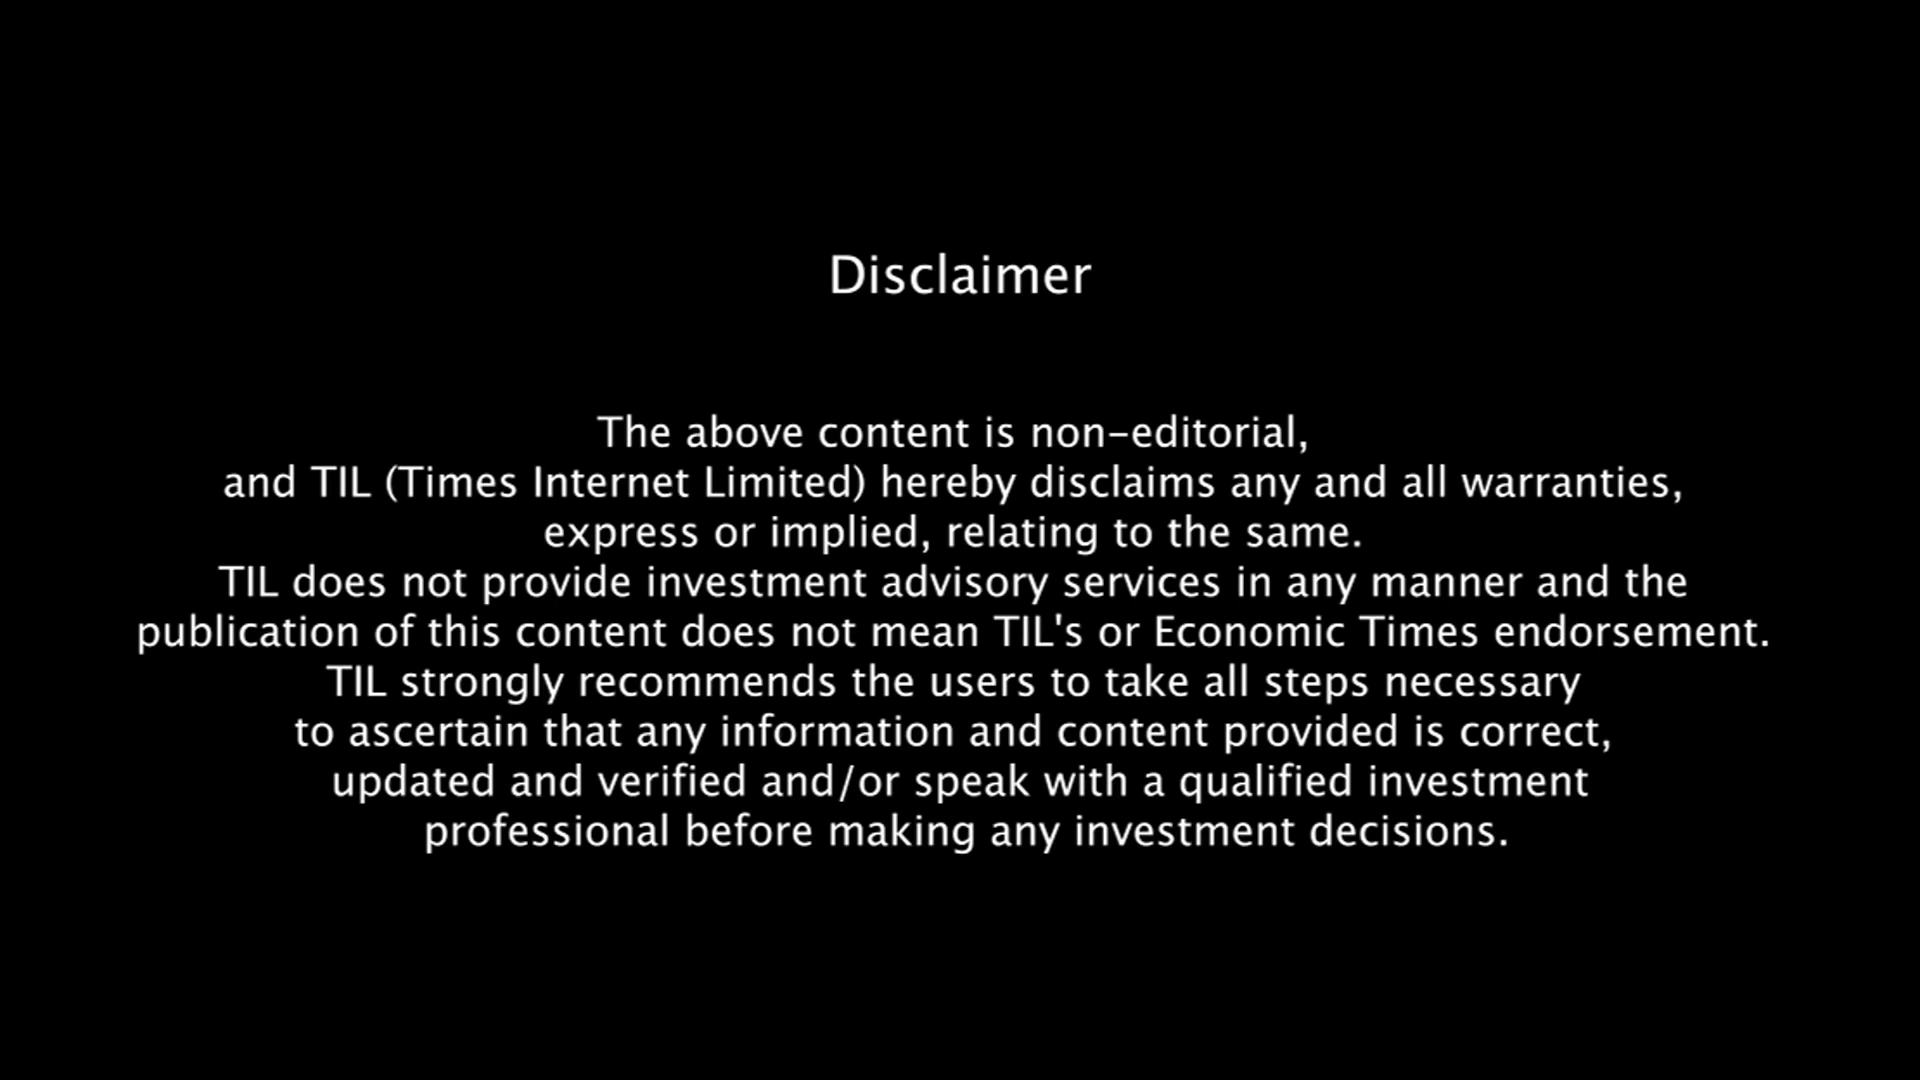 Disclaimer
The above content is non-editorial,
and TIL (Times Internet Limited) hereby disclaims any and all warranties,
express or implied, relating to the same.
TIL does not provide investment advisory services in any manner and the
publication of this content does not mean TIL's or Economic Times endorsement.
TIL strongly recommends the users to take all steps necessary
to ascertain that any information and content provided is correct,
updated and verified and/or speak with a qualified investment
professional before making any investment decisions.